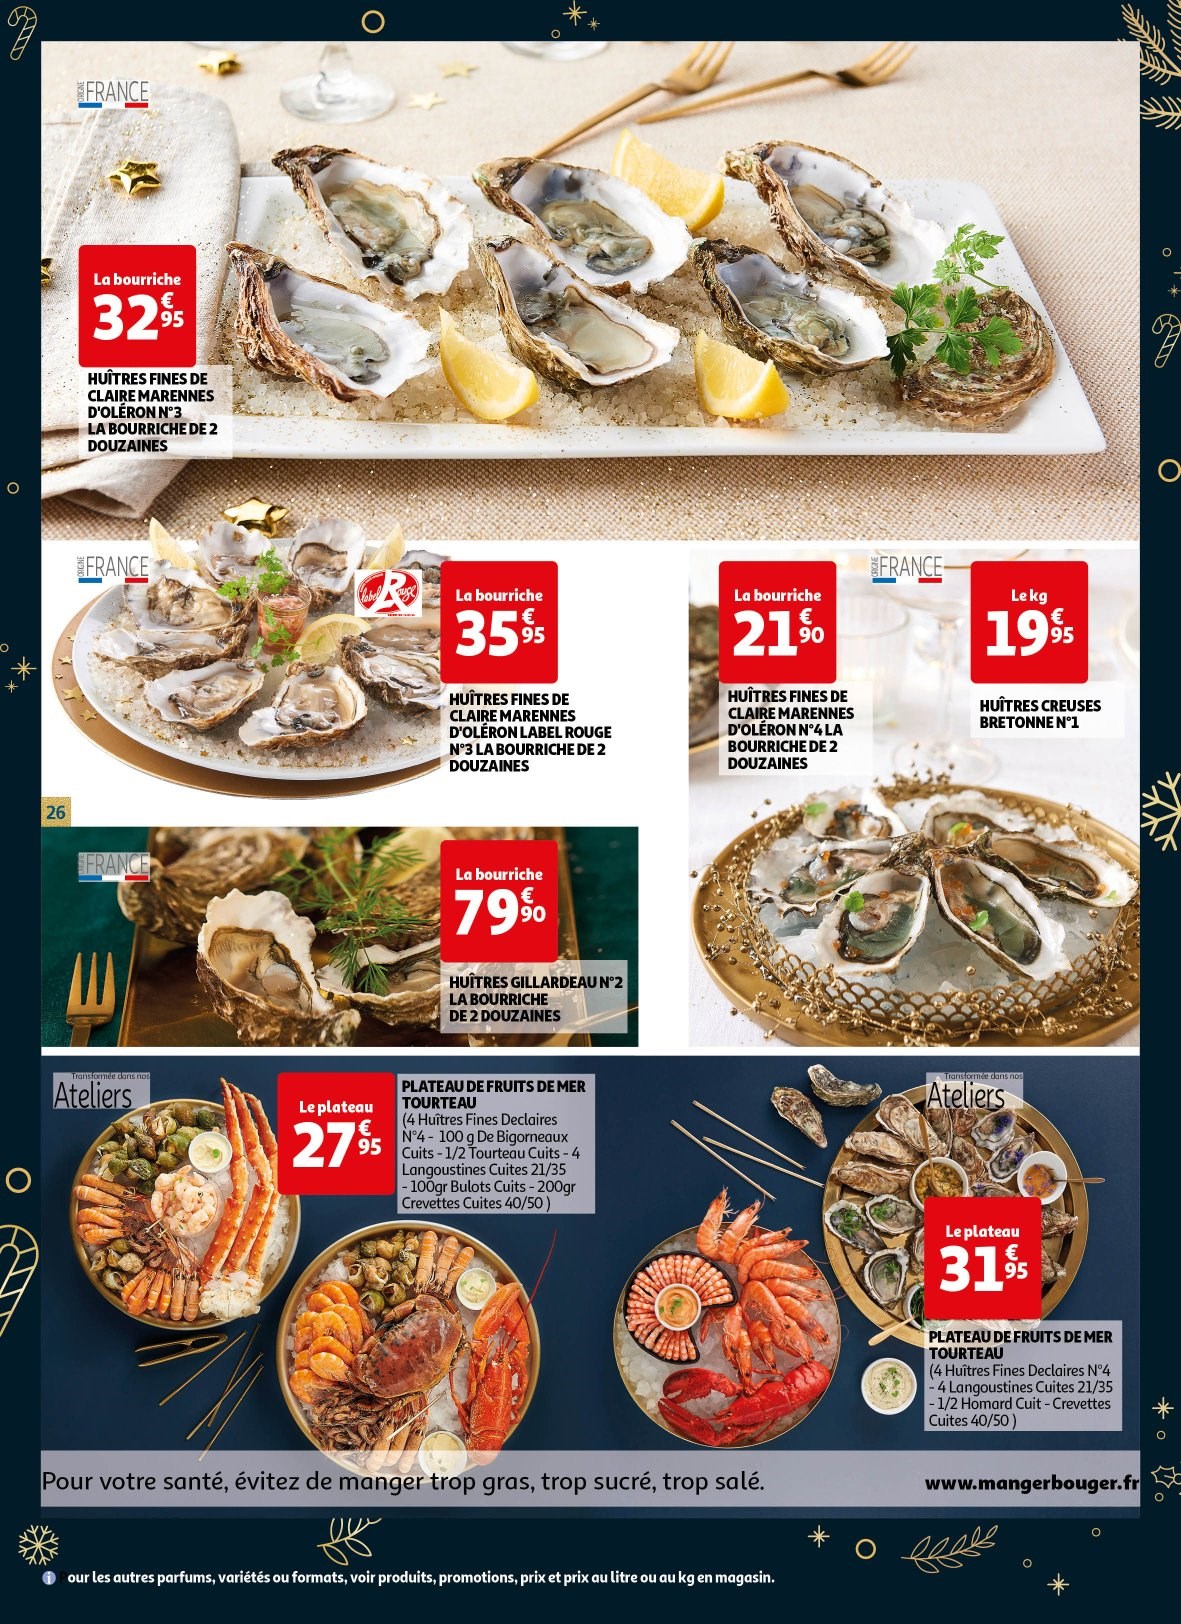 ORIGINE
FRANCE
La bourriche
32€95
HUÎTRES FINES DE
CLAIRE MARENNES
D'OLÉRON N°3
LA BOURRICHE DE 2
DOUZAINES
ORIGINE
FRANCE
Label Rouge
La bourriche
35€95
HUÎTRES FINES DE
CLAIRE MARENNES
D'OLÉRON LABEL ROUGE
N°3 LA BOURRICHE DE 2
DOUZAINES
La bourriche
21€90
HUÎTRES FINES DE
CLAIRE MARENNES
D'OLÉRON N°4 LA
BOURRICHE DE 2
DOUZAINES
ORIGINE
FRANCE
Le kg
19€95
HUÎTRES CREUSES
BRETONNE N°1
26
FRANCE
La bourriche
79€90
HUÎTRES GILLARDEAU N°2
LA BOURRICHE
DE 2 DOUZAINES
Transformée dans nos
Ateliers
Le plateau
27€95
PLATEAU DE FRUITS DE MER
TOURTEAU
(4 Huîtres Fines Declaires
N°4 - 100 g De Bigorneaux
Cuits - 1/2 Tourteau Cuits - 4
Langoustines Cuites 21/35
- 100gr Bulots Cuits - 200gr
Crevettes Cuites 40/50 )
Transformée dans nos
Ateliers
Le plateau
31€95
PLATEAU DE FRUITS DE MER
TOURTEAU
(4 Huîtres Fines Declaires N°4
- 4 Langoustines Cuites 21/35
- 1/2 Homard Cuit - Crevettes
Cuites 40/50 )
Pour votre santé, évitez de manger trop gras, trop sucré, trop salé.
www.mangerbouger.fr
i Pour les autres parfums, variétés ou formats, voir produits, promotions, prix et prix au litre ou au kg en magasin.